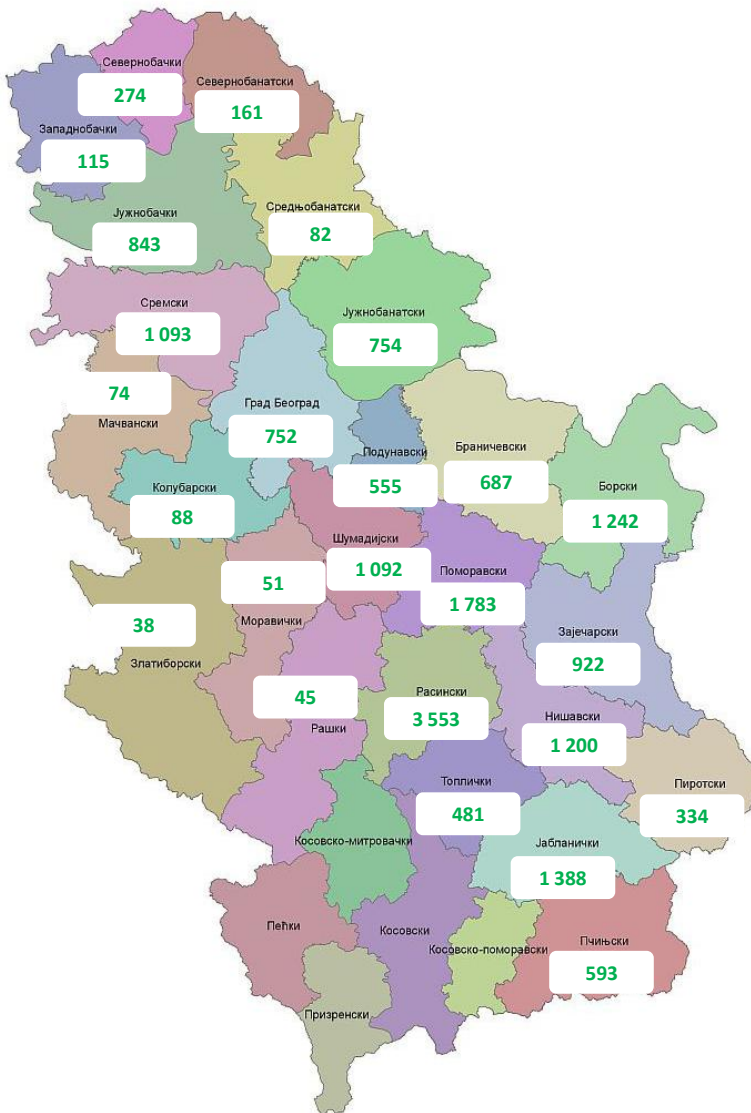 Севернобачки
274
Севернобанатски
161
Западнобачки
115
Јужнобачки
843
Средњобанатски
82
Сремски
1 093
Јужнобанатски
754
74
Мачвански
Град Београд
752
Подунавски
555
Браничевски
687
Борски
1 242
Колубарски
88
Шумадијски
1 092
51
Моравички
Поморавски
1 783
38
Златиборски
Зајечарски
922
45
Рашки
Расински
3 553
Нишавски
1 200
Пиротски
334
Топлички
481
Јабланички
1 388
Косовско-митровачки
Пећки
Косовски
Косовско-поморавски
Пчињски
593
Призренски